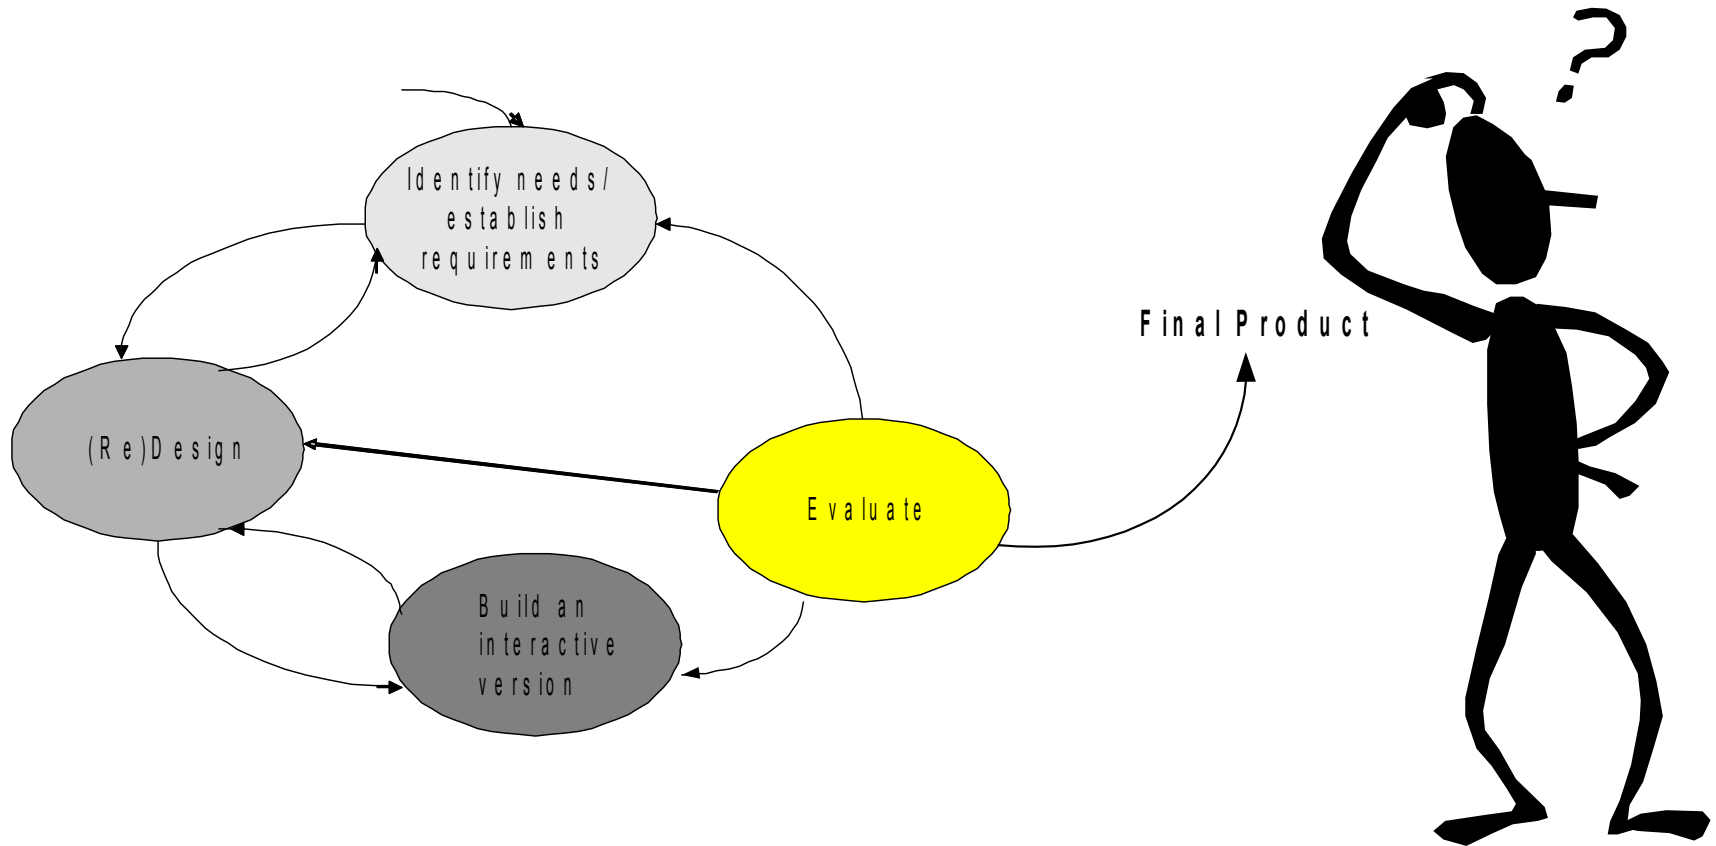 ?
Identify needs/
establish
requirements
Final Product
(Re)Design
Evaluate
Build an
interactive
version